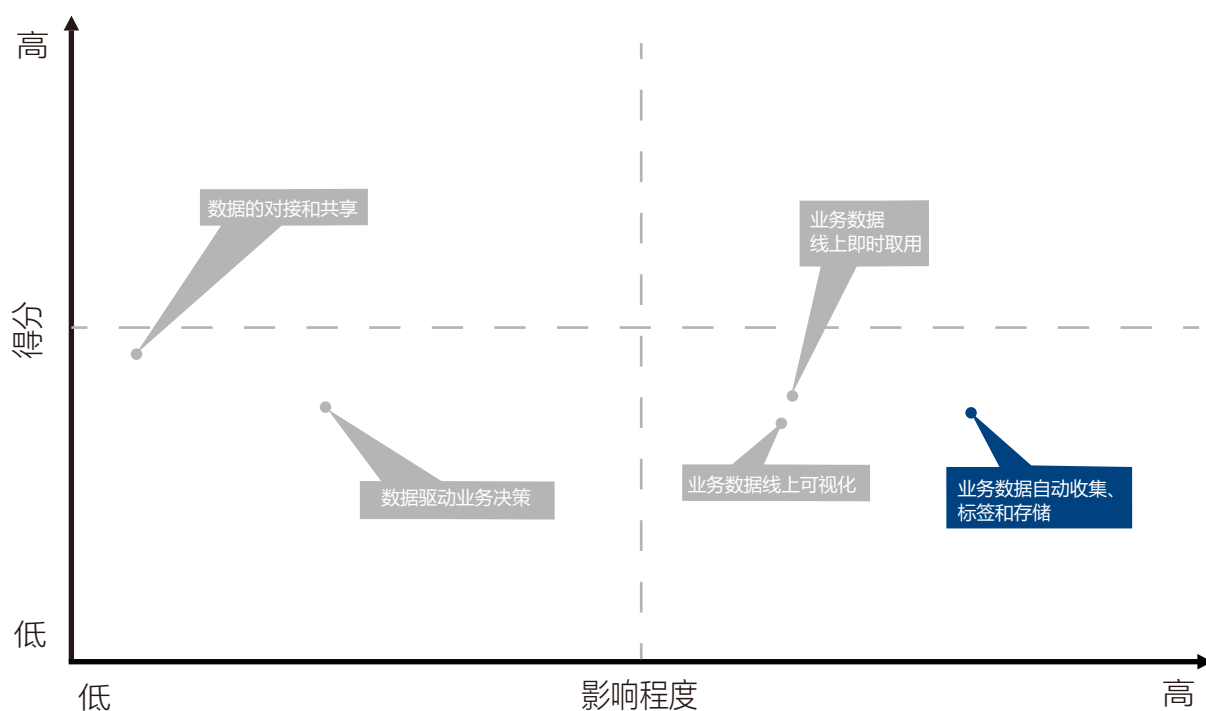 高
数据的对接和共享
业务数据
线上即时取用
得分
业务数据线上可视化
业务数据自动收集、
标签和存储
数据驱动业务决策
低
低
影响程度
高